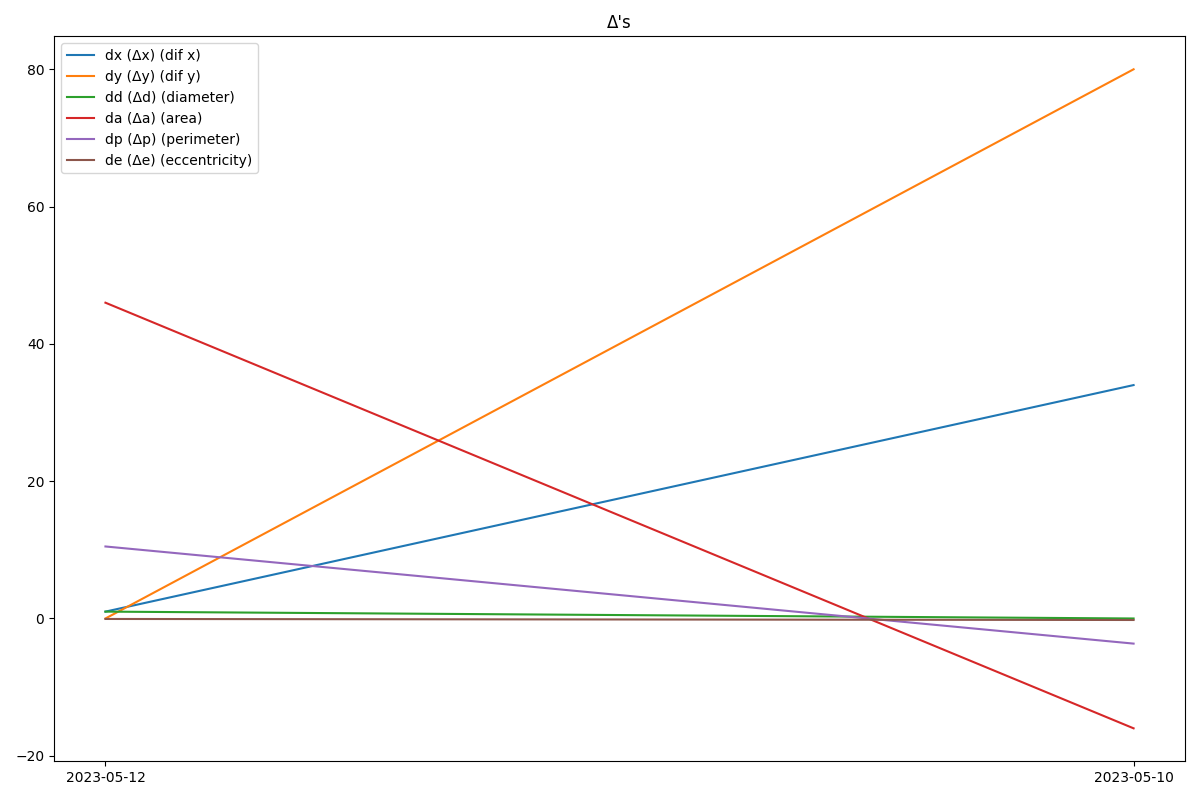 Δ's
dx (Δx) (dif x)
dy (Δy) (dif y)
dd (Δd) (diameter)
da (Δa) (area)
dp (Δp) (perimeter)
de (Δe) (eccentricity)
80
60
40
20
0
−20
2023-05-12
2023-05-10